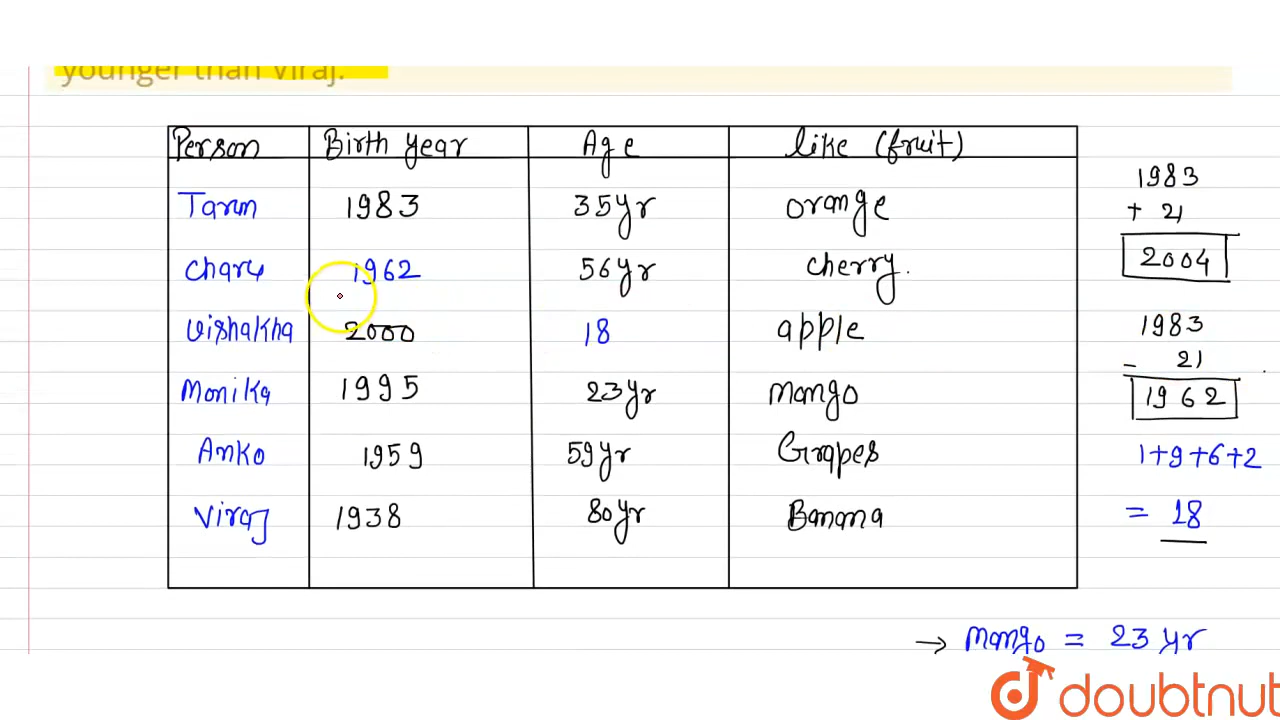 younger than Viraj.
Person Birth year Age like (fruit)
Tarun 1983 35yr orange
Charu 1962 56yr cherry.
Vishakha 2000 18 apple
Monika 1995 23yr mango
Anko 1959 59yr Grapes
Viraj 1938 80yr Banana
1983
+ 21
2004
1983
- 21
1962
1+9+6+2
= 18
→ mango = 23 yr
doubtnut